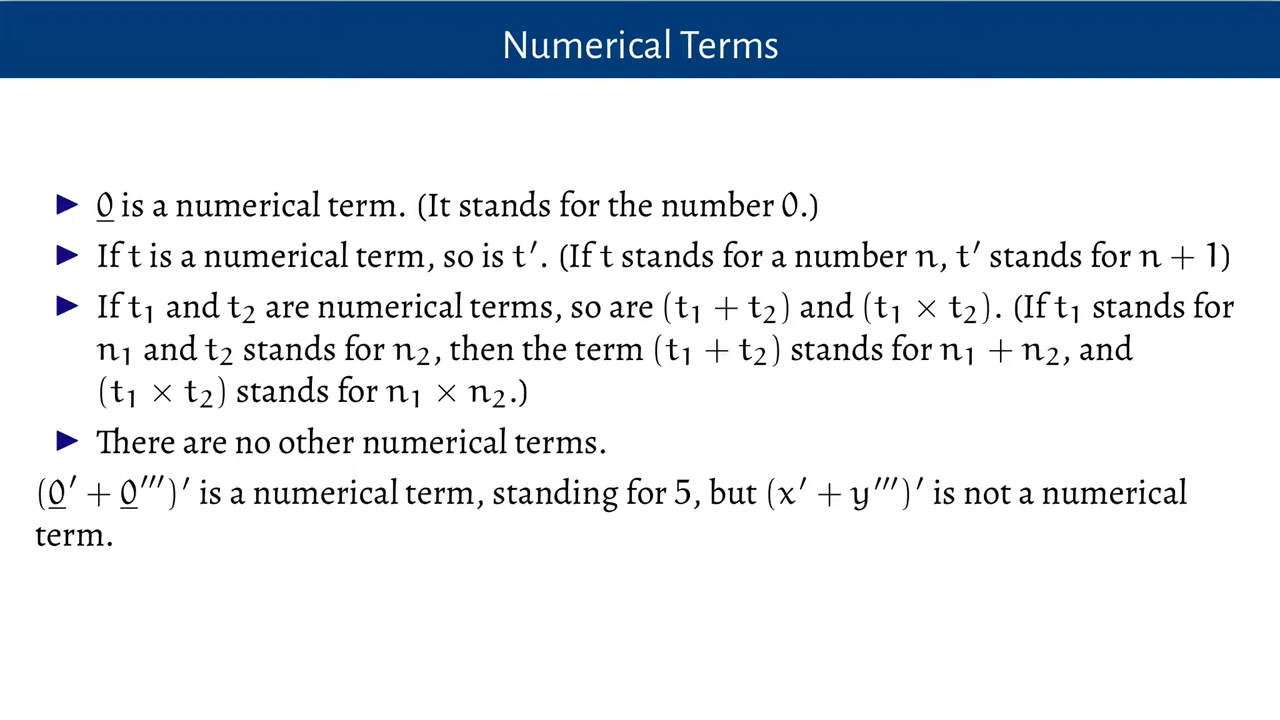 Numerical Terms
▶ 0̲ is a numerical term. (It stands for the number 0.)
▶ If t is a numerical term, so is t′. (If t stands for a number n, t′ stands for n + 1)
▶ If t₁ and t₂ are numerical terms, so are (t₁ + t₂) and (t₁ × t₂). (If t₁ stands for
n₁ and t₂ stands for n₂, then the term (t₁ + t₂) stands for n₁ + n₂, and
(t₁ × t₂) stands for n₁ × n₂.)
▶ There are no other numerical terms.
(0̲′ + 0̲′′′)′ is a numerical term, standing for 5, but (x′ + y′′′)′ is not a numerical
term.